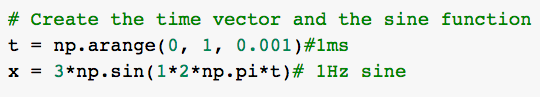 # Create the time vector and the sine function
t = np.arange(0, 1, 0.001)#1ms
x = 3*np.sin(1*2*np.pi*t)# 1Hz sine